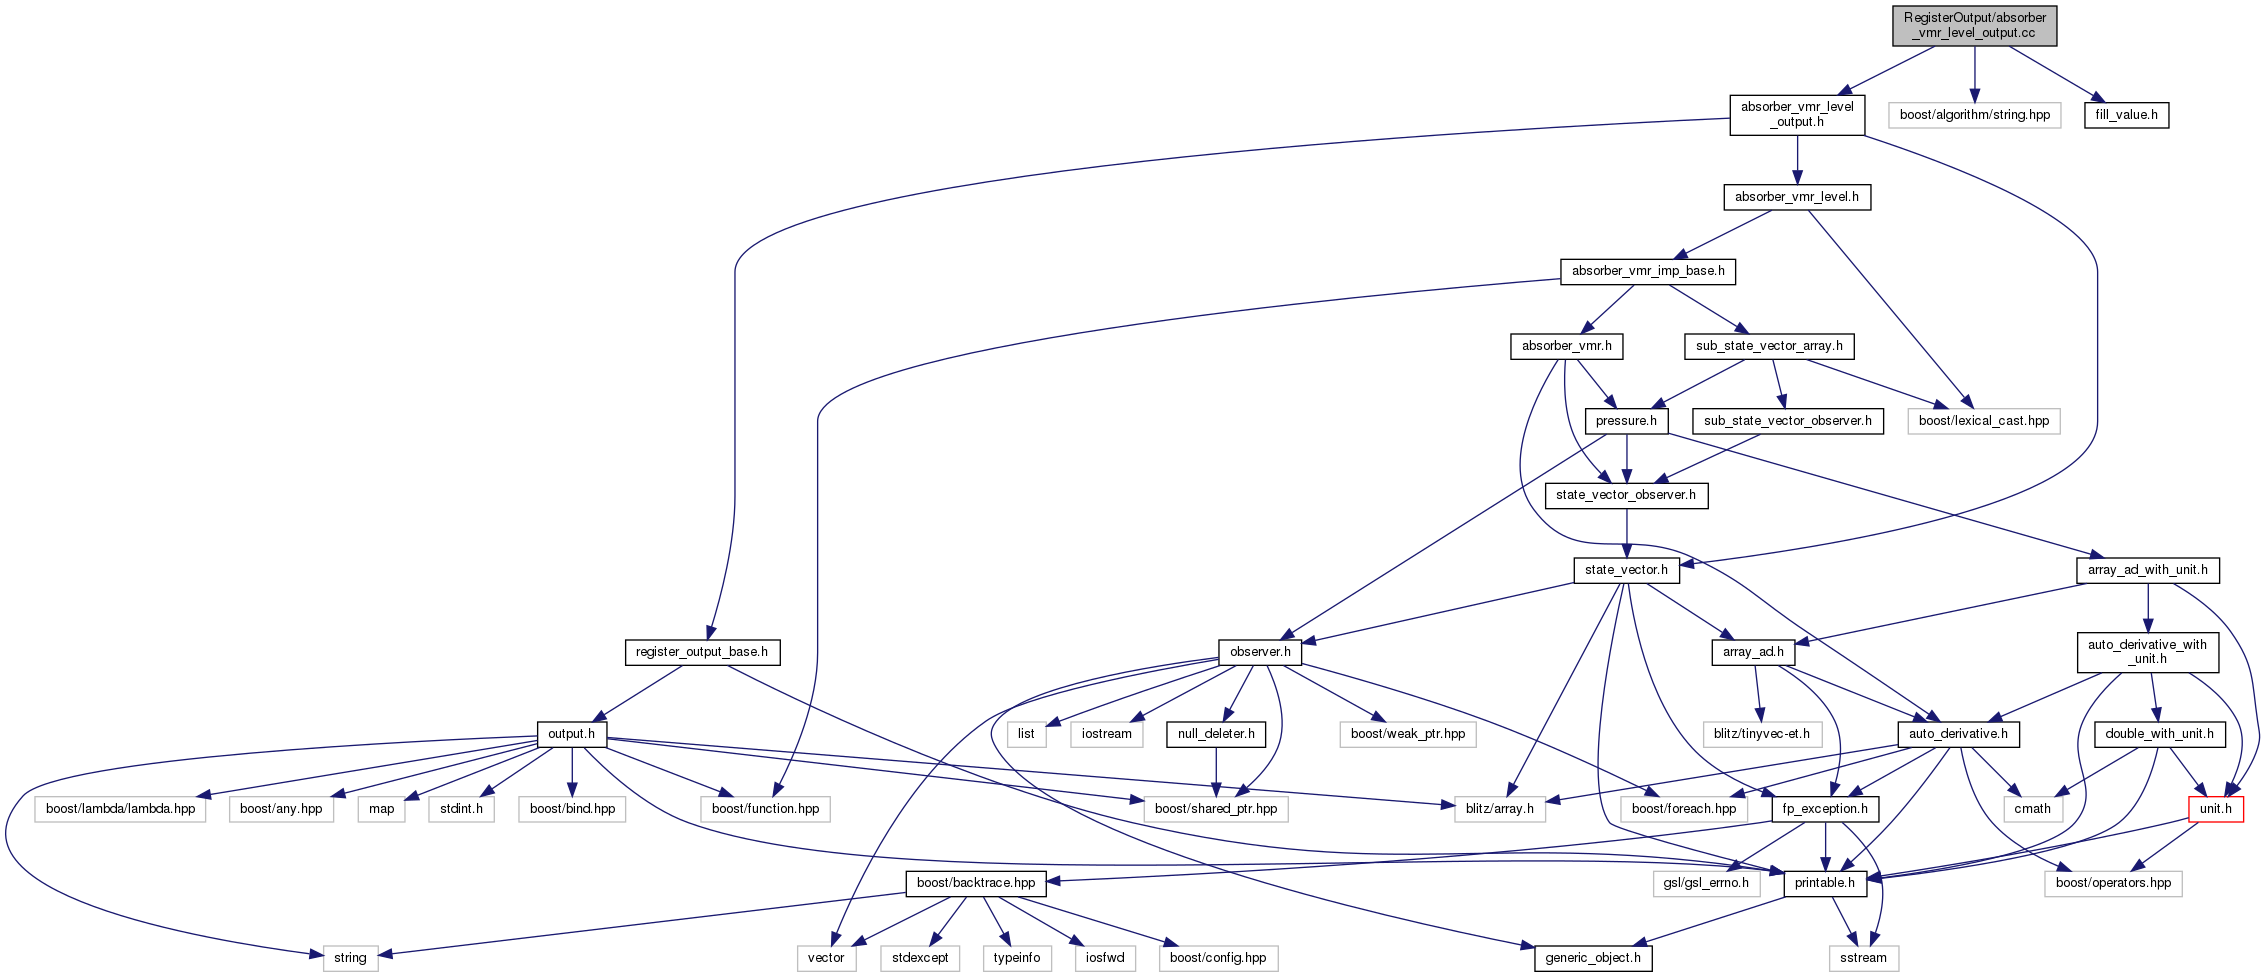 RegisterOutput/absorber
_vmr_level_output.cc
absorber_vmr_level
_output.h
boost/algorithm/string.hpp
fill_value.h
absorber_vmr_level.h
absorber_vmr_imp_base.h
absorber_vmr.h
sub_state_vector_array.h
pressure.h
sub_state_vector_observer.h
boost/lexical_cast.hpp
state_vector_observer.h
state_vector.h
array_ad_with_unit.h
register_output_base.h
observer.h
array_ad.h
auto_derivative_with
_unit.h
output.h
list
iostream
null_deleter.h
boost/weak_ptr.hpp
blitz/tinyvec-et.h
auto_derivative.h
double_with_unit.h
boost/lambda/lambda.hpp
boost/any.hpp
map
stdint.h
boost/bind.hpp
boost/function.hpp
boost/shared_ptr.hpp
blitz/array.h
boost/foreach.hpp
fp_exception.h
cmath
unit.h
boost/backtrace.hpp
gsl/gsl_errno.h
printable.h
boost/operators.hpp
string
vector
stdexcept
typeinfo
iosfwd
boost/config.hpp
generic_object.h
sstream